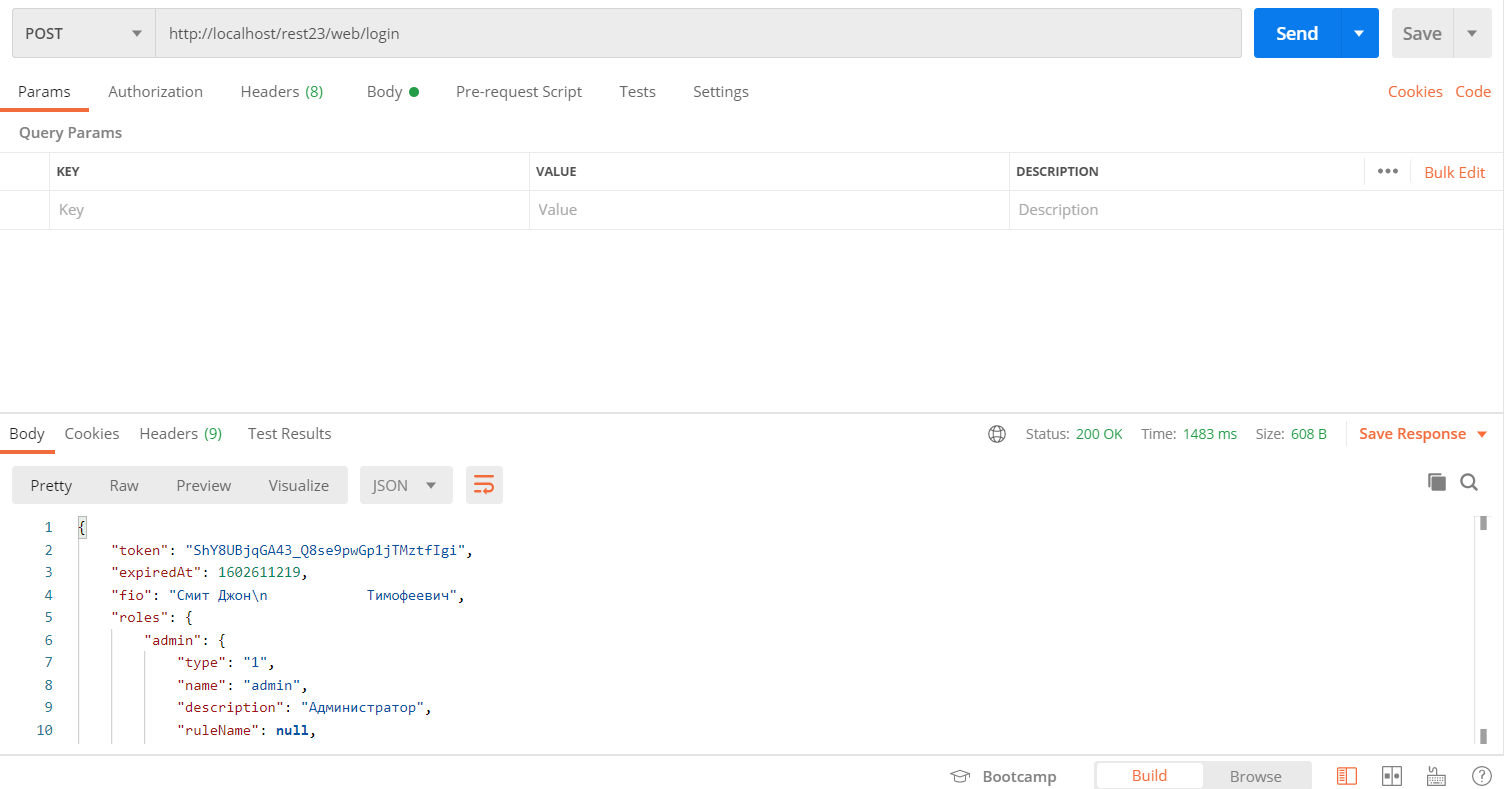 POST http://localhost/rest23/web/login Send Save
Params Authorization Headers (8) Body Pre-request Script Tests Settings Cookies Code
Query Params
KEY VALUE DESCRIPTION ••• Bulk Edit
Key Value Description
Body Cookies Headers (9) Test Results Status: 200 OK Time: 1483 ms Size: 608 B Save Response
Pretty Raw Preview Visualize JSON
1 {
2 "token": "ShY8UBjqGA43_Q8se9pwGp1jTMztfIgi",
3 "expiredAt": 1602611219,
4 "fio": "Смит Джон\n            Тимофеевич",
5 "roles": {
6 "admin": {
7 "type": "1",
8 "name": "admin",
9 "description": "Администратор",
10 "ruleName": null,
Bootcamp Build Browse